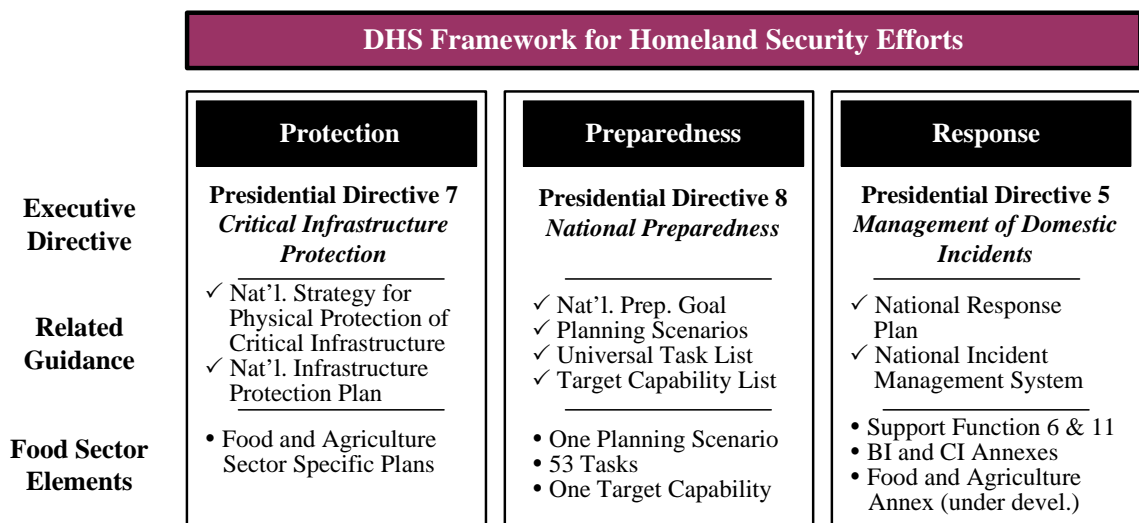 DHS Framework for Homeland Security Efforts
Protection
Preparedness
Response
Executive
Directive
Presidential Directive 7
Critical Infrastructure
Protection
Presidential Directive 8
National Preparedness
Presidential Directive 5
Management of Domestic
Incidents
Related
Guidance
✓ Nat’l. Strategy for
Physical Protection of
Critical Infrastructure
✓ Nat’l. Infrastructure
Protection Plan
✓ Nat’l. Prep. Goal
✓ Planning Scenarios
✓ Universal Task List
✓ Target Capability List
✓ National Response
Plan
✓ National Incident
Management System
Food Sector
Elements
• Food and Agriculture
Sector Specific Plans
• One Planning Scenario
• 53 Tasks
• One Target Capability
• Support Function 6 & 11
• BI and CI Annexes
• Food and Agriculture
Annex (under devel.)